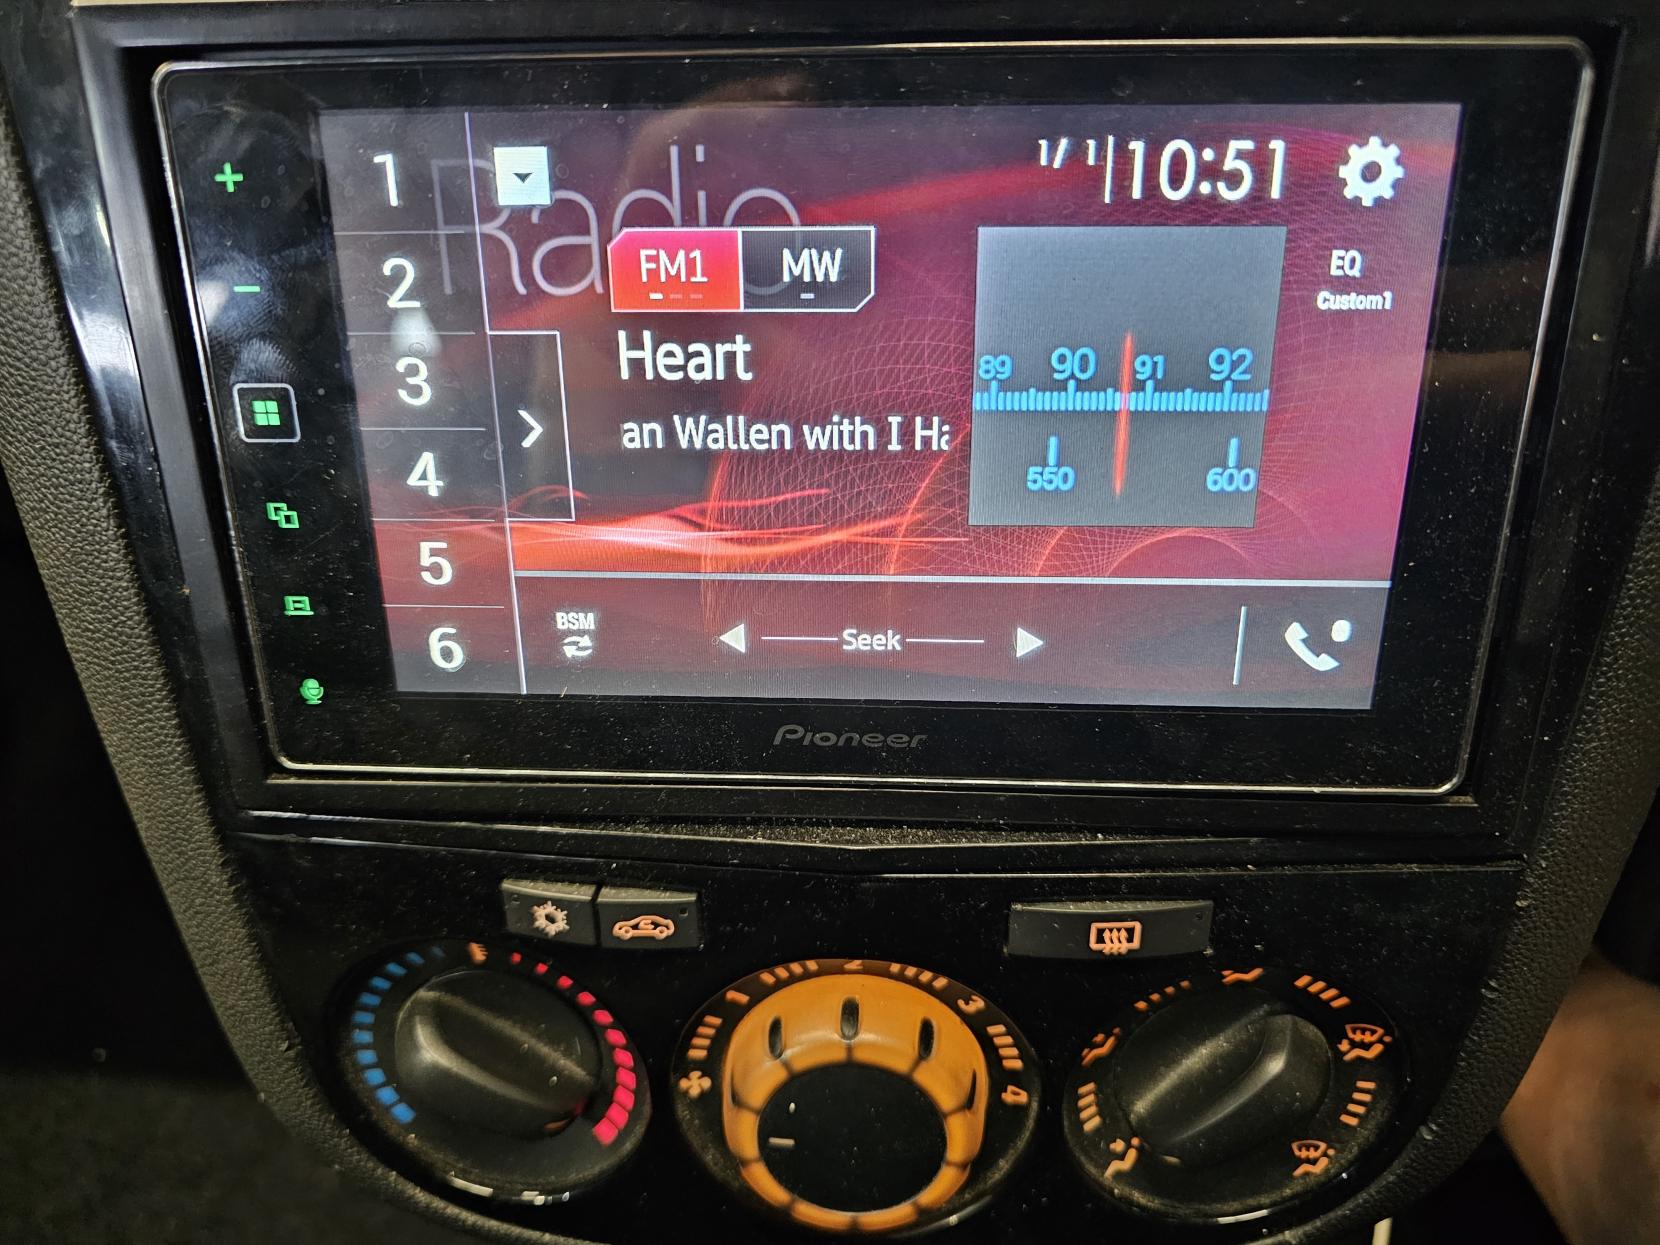 1
2
3
4
5
6
Radio
1/ 1
10:51
FM1
MW
EQ
Custom1
Heart
an Wallen with I Ha
89 90 91 92
550 600
BSM
Seek
Pioneer
1 2 3 4